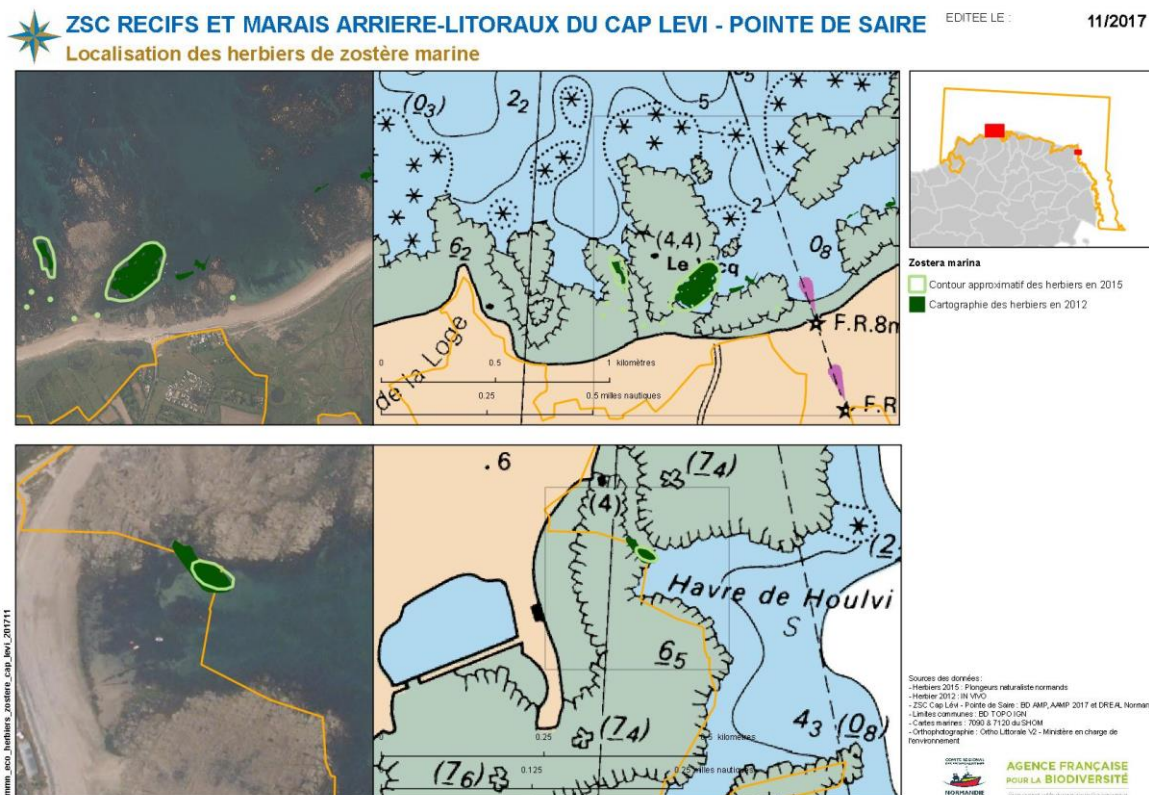 ZSC RECIFS ET MARAIS ARRIERE-LITORAUX DU CAP LEVI - POINTE DE SAIRE
EDITEE LE :
11/2017
Localisation des herbiers de zostère marine
(0₃)
2₂
5
6₂
(4,4)
2
0₈
F.R.8m
F.R
de la Loge
0
0.5
1 kilomètres
0.25
0.5 milles nautiques
Zostera marina
Contour approximatif des herbiers en 2015
Cartographie des herbiers en 2012
.6
(7₄)
(4)
(2
Havre de Houlvi
S
6₅
4₃
(0₈)
(7₄)
(7₆)
0
0.25
0.125
Sources des données :
- Herbiers 2015 : Plongeurs naturaliste normands
- Herbier 2012 : IN VIVO
- ZSC Cap Lévi - Pointe de Saire : BD AMP, AAMP 2017 et DREAL Norman
- Limites communes : BD TOPO IGN
- Cartes marines : 7090 & 7120 du SHOM
- Orthophotographie : Ortho Littorale V2 - Ministère en charge de
l'environnement
NORMANDIE
AGENCE FRANÇAISE
POUR LA BIODIVERSITÉ